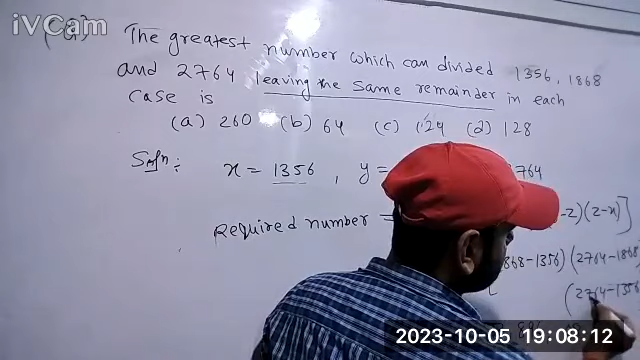 iVCam
The greatest number which can divided 1356, 1868
and 2764 leaving the same remainder in each
case is
(a) 260 (b) 64 (c) 124 (d) 128
Soln: x = 1356, y = 2764
Required number = -z)(z-x)]
868-1356)(2764-1868
(2764-1356
2023-10-05 19:08:12